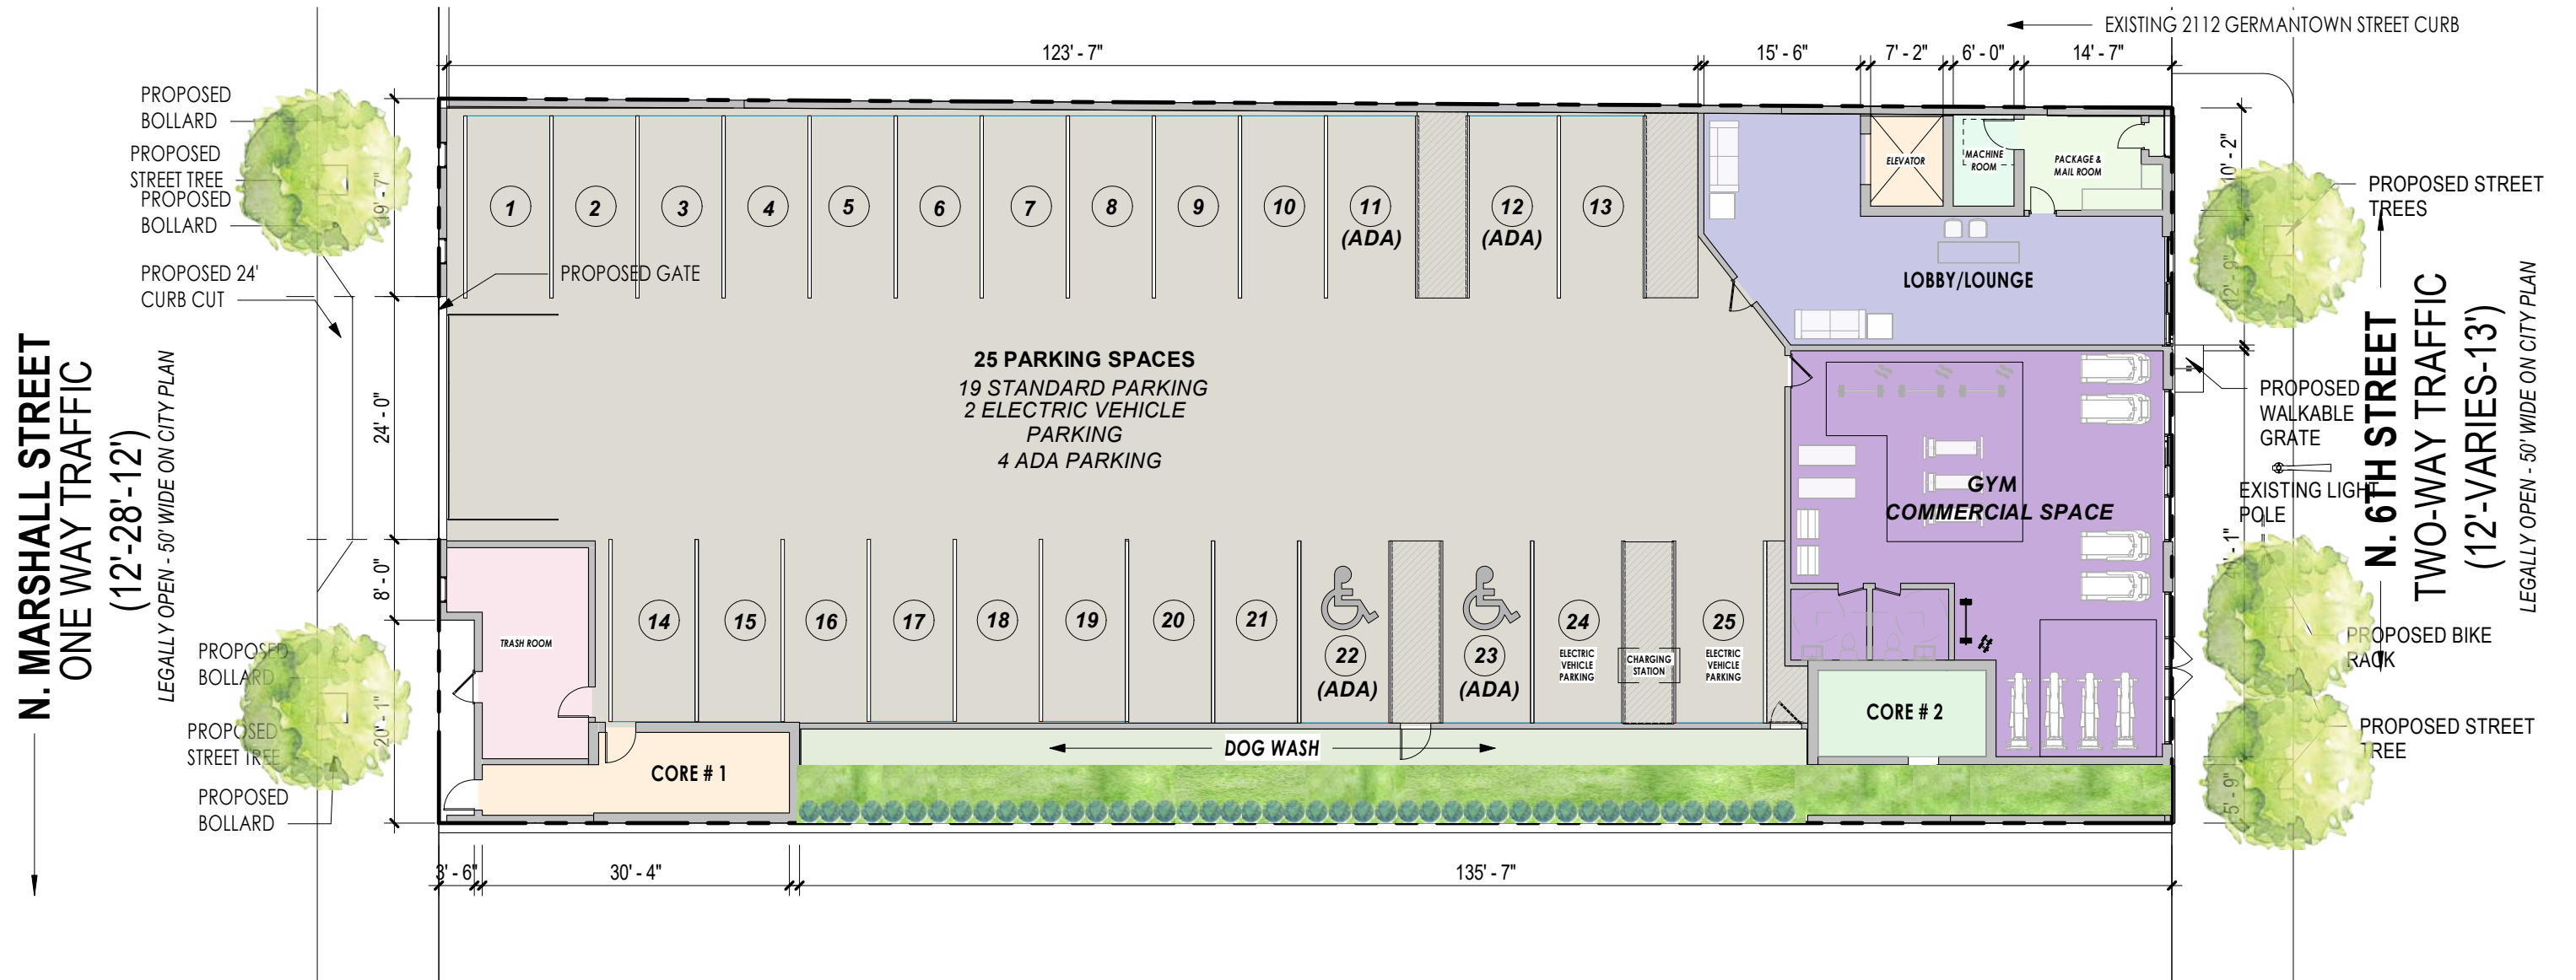 EXISTING 2112 GERMANTOWN STREET CURB
123' - 7"
15' - 6"
7' - 2"
6' - 0"
14' - 7"
PROPOSED
BOLLARD
PROPOSED
STREET TREE
PROPOSED
BOLLARD
19' - 7"
PROPOSED 24'
CURB CUT
PROPOSED GATE
1
2
3
4
5
6
7
8
9
10
11
(ADA)
12
(ADA)
13
ELEVATOR
MACHINE
ROOM
PACKAGE &
MAIL ROOM
LOBBY/LOUNGE
10' - 2"
12' - 9"
PROPOSED STREET
TREES
N. MARSHALL STREET
ONE WAY TRAFFIC
(12'-28'-12')
LEGALLY OPEN - 50' WIDE ON CITY PLAN
24' - 0"
8' - 0"
20' - 1"
25 PARKING SPACES
19 STANDARD PARKING
2 ELECTRIC VEHICLE
PARKING
4 ADA PARKING
GYM
COMMERCIAL SPACE
PROPOSED
WALKABLE
GRATE
EXISTING LIGHT
POLE
N. 6TH STREET
TWO-WAY TRAFFIC
(12'-VARIES-13')
LEGALLY OPEN - 50' WIDE ON CITY PLAN
PROPOSED
BOLLARD
PROPOSED
STREET TREE
PROPOSED
BOLLARD
TRASH ROOM
14
15
16
17
18
19
20
21
22
(ADA)
23
(ADA)
24
ELECTRIC
VEHICLE
PARKING
CHARGING
STATION
25
ELECTRIC
VEHICLE
PARKING
CORE # 2
PROPOSED BIKE
RACK
PROPOSED STREET
TREE
5' - 9"
CORE # 1
DOG WASH
3' - 6"
30' - 4"
135' - 7"